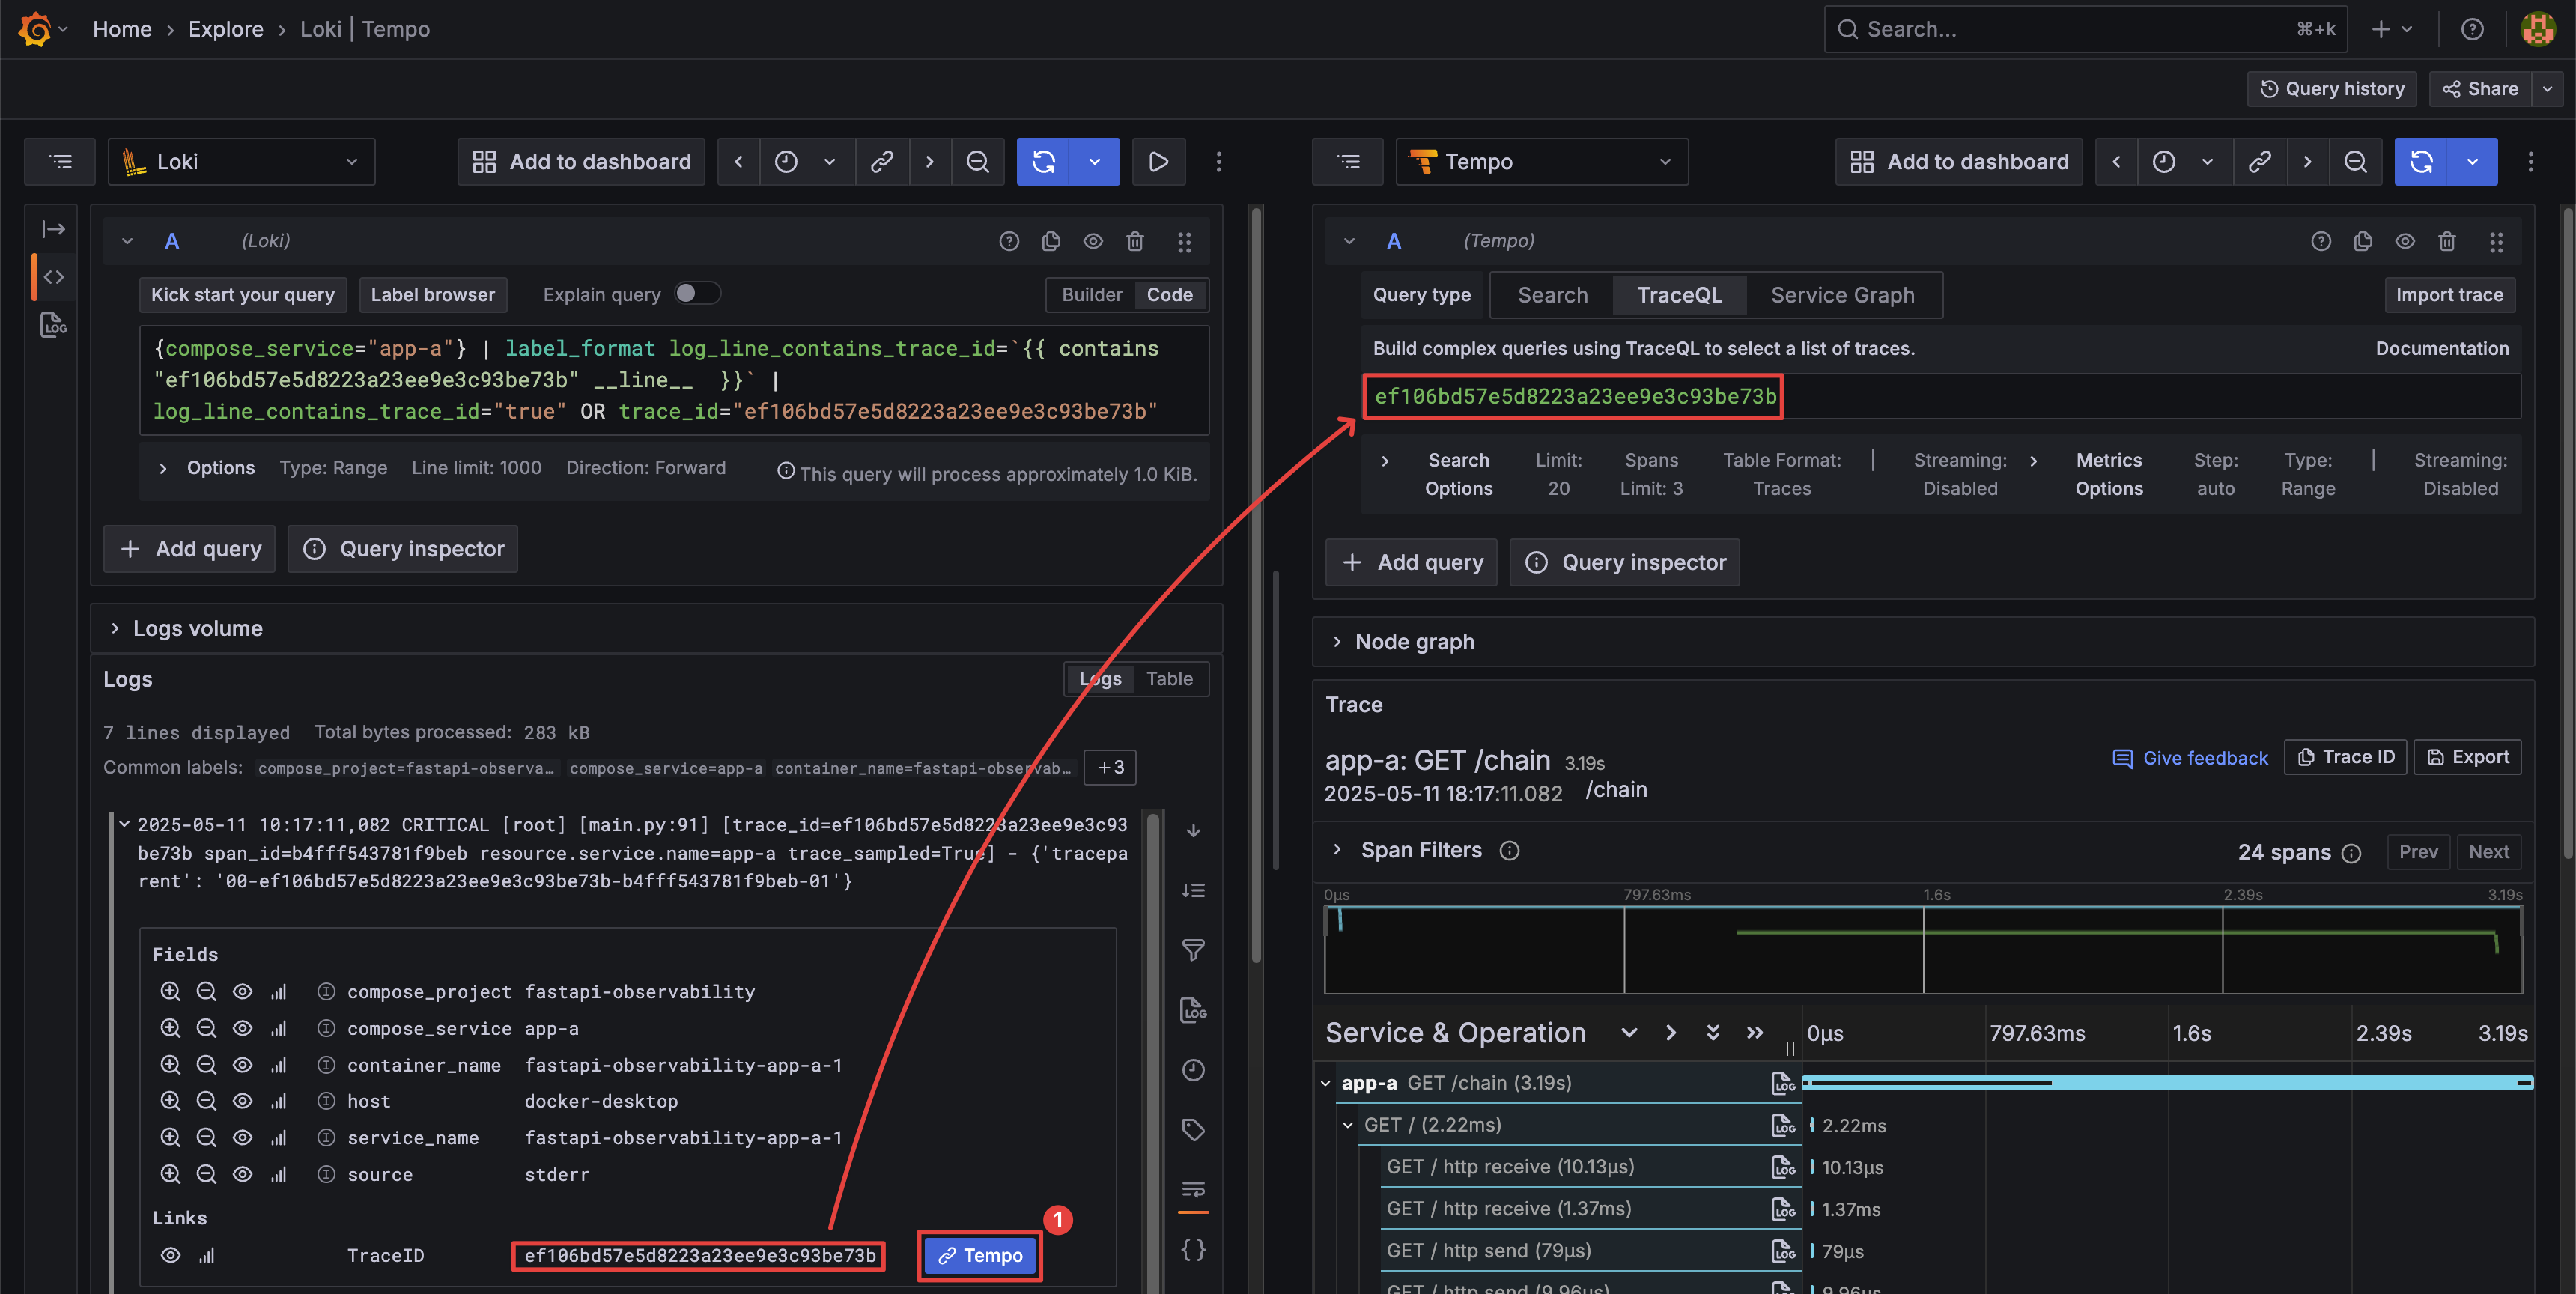 Home › Explore › Loki | Tempo
Search... ⌘+k
Query history Share
Loki Add to dashboard
A (Loki)
Kick start your query Label browser Explain query Builder Code
{compose_service="app-a"} | label_format log_line_contains_trace_id=`{{ contains
"ef106bd57e5d8223a23ee9e3c93be73b" __line__ }}` |
log_line_contains_trace_id="true" OR trace_id="ef106bd57e5d8223a23ee9e3c93be73b"
Options Type: Range Line limit: 1000 Direction: Forward This query will process approximately 1.0 KiB.
+ Add query Query inspector
Logs volume
Logs Logs Table
7 lines displayed Total bytes processed: 283 kB
Common labels: compose_project=fastapi-observa… compose_service=app-a container_name=fastapi-observab… +3
2025-05-11 10:17:11,082 CRITICAL [root] [main.py:91] [trace_id=ef106bd57e5d8223a23ee9e3c93
be73b span_id=b4fff543781f9beb resource.service.name=app-a trace_sampled=True] - {'tracepa
rent': '00-ef106bd57e5d8223a23ee9e3c93be73b-b4fff543781f9beb-01'}
Fields
compose_project fastapi-observability
compose_service app-a
container_name fastapi-observability-app-a-1
host docker-desktop
service_name fastapi-observability-app-a-1
source stderr
Links
TraceID ef106bd57e5d8223a23ee9e3c93be73b Tempo
1
LOG
LOG
Tempo Add to dashboard
A (Tempo)
Query type Search TraceQL Service Graph Import trace
Build complex queries using TraceQL to select a list of traces. Documentation
ef106bd57e5d8223a23ee9e3c93be73b
Search Limit: Spans Table Format: | Streaming: Metrics Step: Type: | Streaming:
Options 20 Limit: 3 Traces Disabled Options auto Range Disabled
+ Add query Query inspector
Node graph
Trace
app-a: GET /chain 3.19s Give feedback Trace ID Export
2025-05-11 18:17:11.082 /chain
Span Filters 24 spans Prev Next
0μs 797.63ms 1.6s 2.39s 3.19s
Service & Operation 0μs 797.63ms 1.6s 2.39s 3.19s
app-a GET /chain (3.19s) LOG
GET / (2.22ms) LOG 2.22ms
GET / http receive (10.13μs) LOG 10.13μs
GET / http receive (1.37ms) LOG 1.37ms
GET / http send (79μs) LOG 79μs
GET / http send (9.96μs) 9.96μs